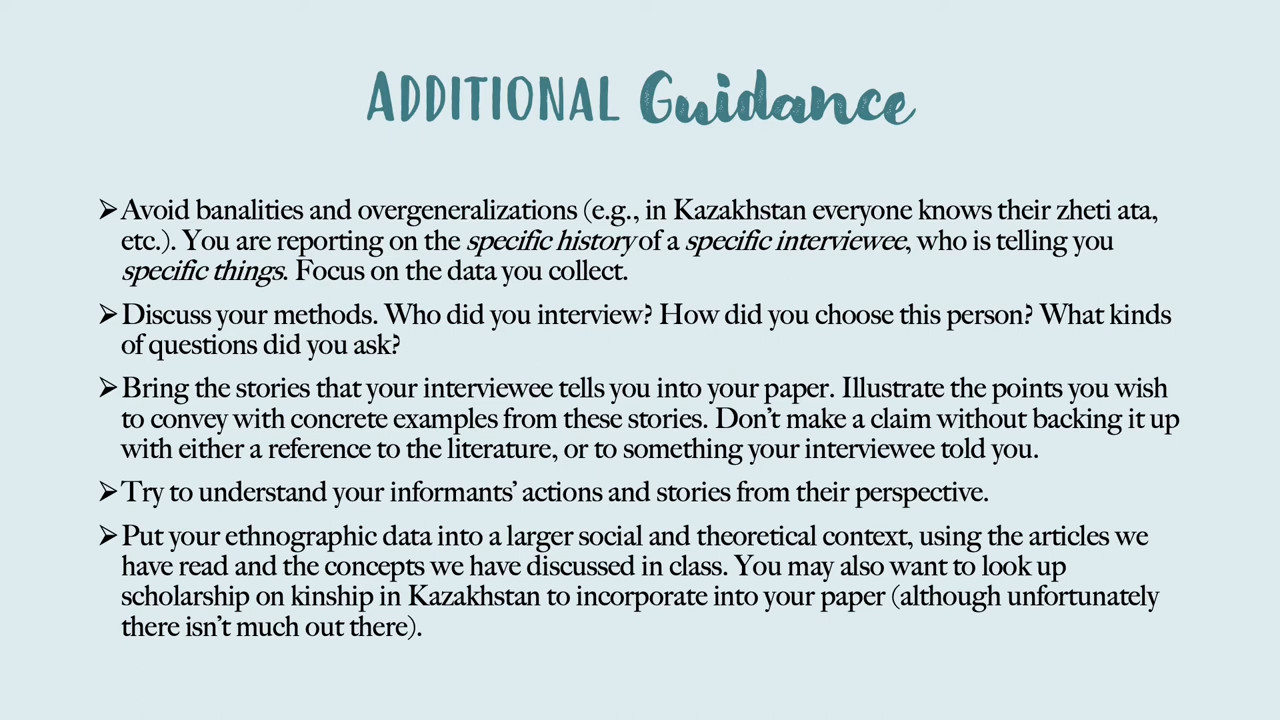 ADDITIONAL Guidance
➢Avoid banalities and overgeneralizations (e.g., in Kazakhstan everyone knows their zheti ata,
etc.). You are reporting on the specific history of a specific interviewee, who is telling you
specific things. Focus on the data you collect.
➢Discuss your methods. Who did you interview? How did you choose this person? What kinds
of questions did you ask?
➢Bring the stories that your interviewee tells you into your paper. Illustrate the points you wish
to convey with concrete examples from these stories. Don't make a claim without backing it up
with either a reference to the literature, or to something your interviewee told you.
➢Try to understand your informants' actions and stories from their perspective.
➢Put your ethnographic data into a larger social and theoretical context, using the articles we
have read and the concepts we have discussed in class. You may also want to look up
scholarship on kinship in Kazakhstan to incorporate into your paper (although unfortunately
there isn't much out there).